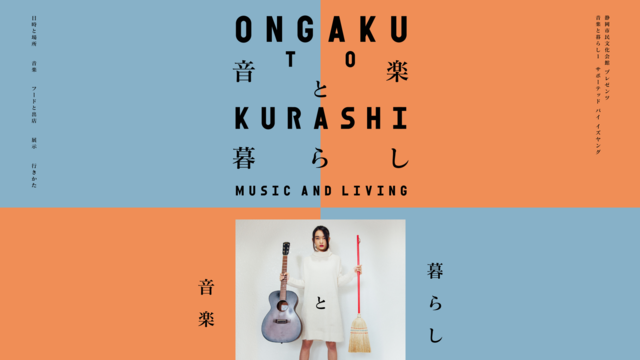 ONGAKU
TO
音 楽
と
KURASHI
暮らし
MUSIC AND LIVING
静岡市民文化会館 プレゼンツ
音楽と暮らし1 サポーテッド バイ イズヤング
日時と場所
音楽
フードと出店
展示
行きかた
音楽
と
暮らし